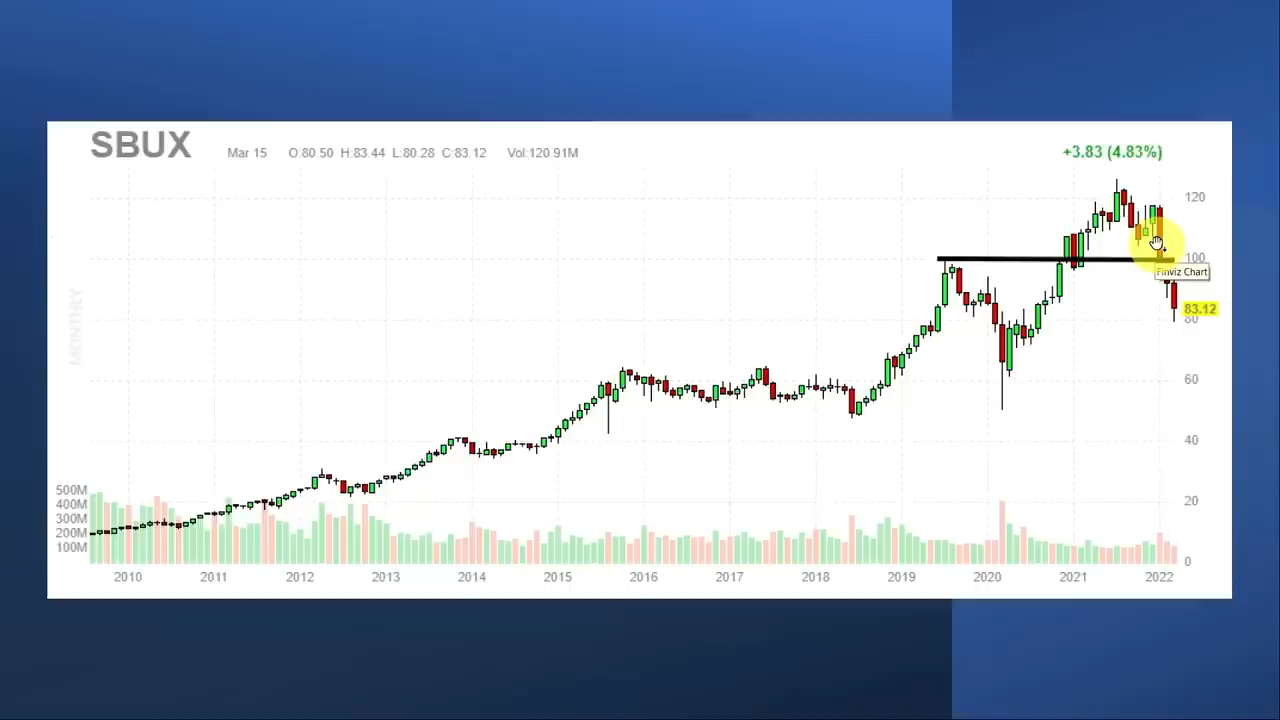 SBUX
Mar 15 O:80.50 H:83.44 L:80.28 C:83.12 Vol:120.91M
+3.83 (4.83%)
120
100
Finviz Chart
83.12
80
60
40
20
0
MONTHLY
500M
400M
300M
200M
100M
2010 2011 2012 2013 2014 2015 2016 2017 2018 2019 2020 2021 2022